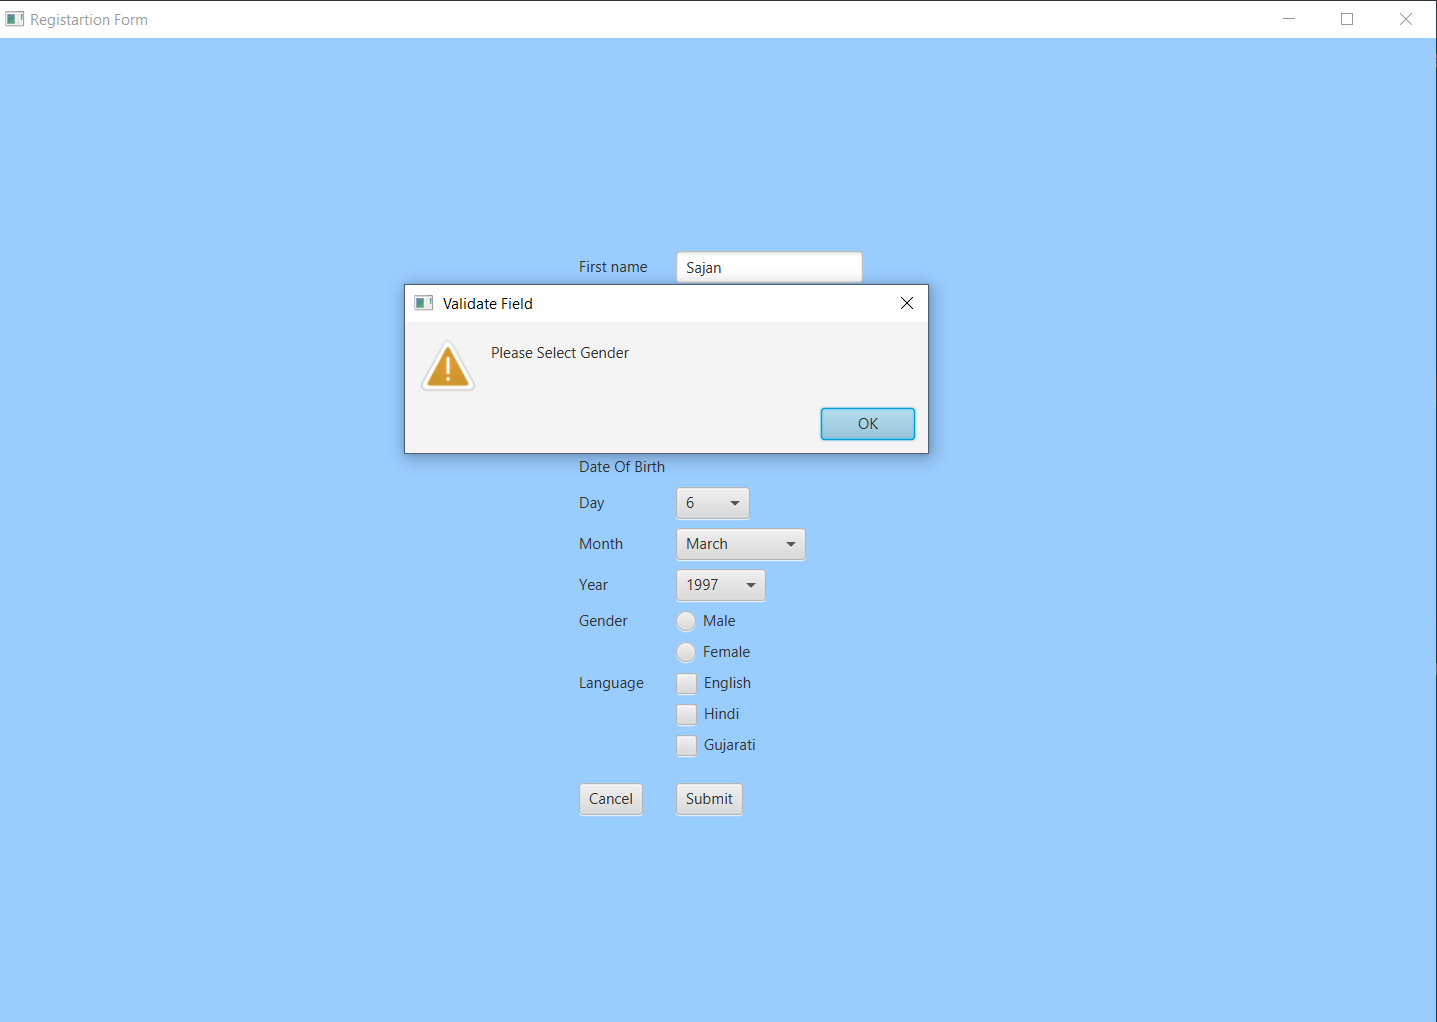 Registartion Form
First name Sajan
Validate Field
Please Select Gender
OK
Date Of Birth
Day 6
Month March
Year 1997
Gender Male
Female
Language English
Hindi
Gujarati
Cancel Submit